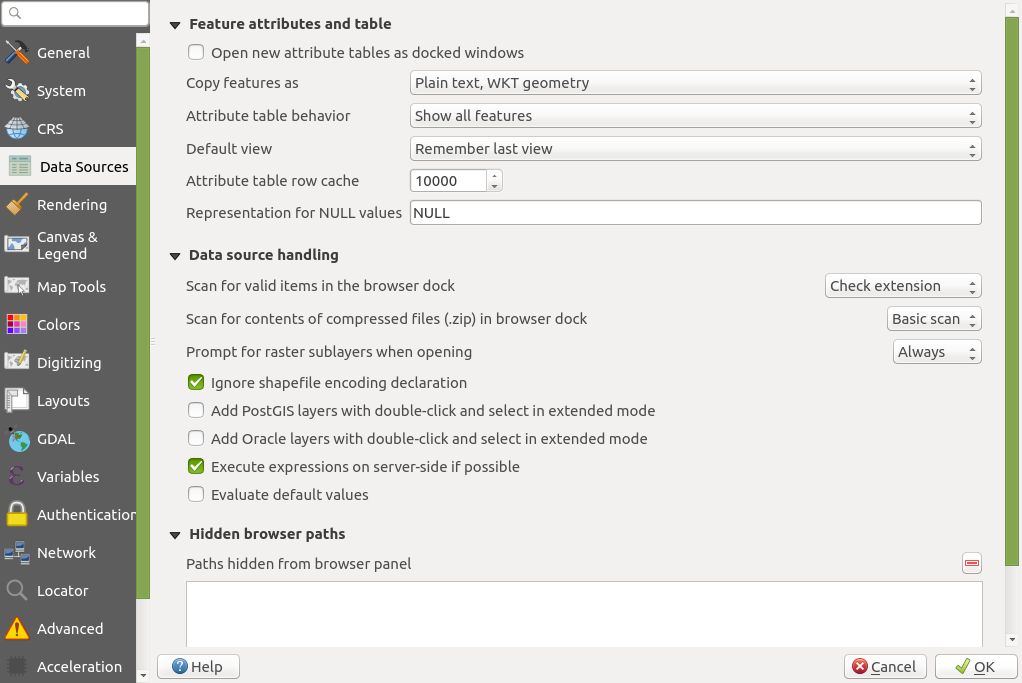 General
System
CRS
Data Sources
Rendering
Canvas &
Legend
Map Tools
Colors
Digitizing
Layouts
GDAL
Variables
Authentication
Network
Locator
Advanced
Acceleration
Feature attributes and table
Open new attribute tables as docked windows
Copy features as Plain text, WKT geometry
Attribute table behavior Show all features
Default view Remember last view
Attribute table row cache 10000
Representation for NULL values NULL
Data source handling
Scan for valid items in the browser dock Check extension
Scan for contents of compressed files (.zip) in browser dock Basic scan
Prompt for raster sublayers when opening Always
Ignore shapefile encoding declaration
Add PostGIS layers with double-click and select in extended mode
Add Oracle layers with double-click and select in extended mode
Execute expressions on server-side if possible
Evaluate default values
Hidden browser paths
Paths hidden from browser panel
Help Cancel OK